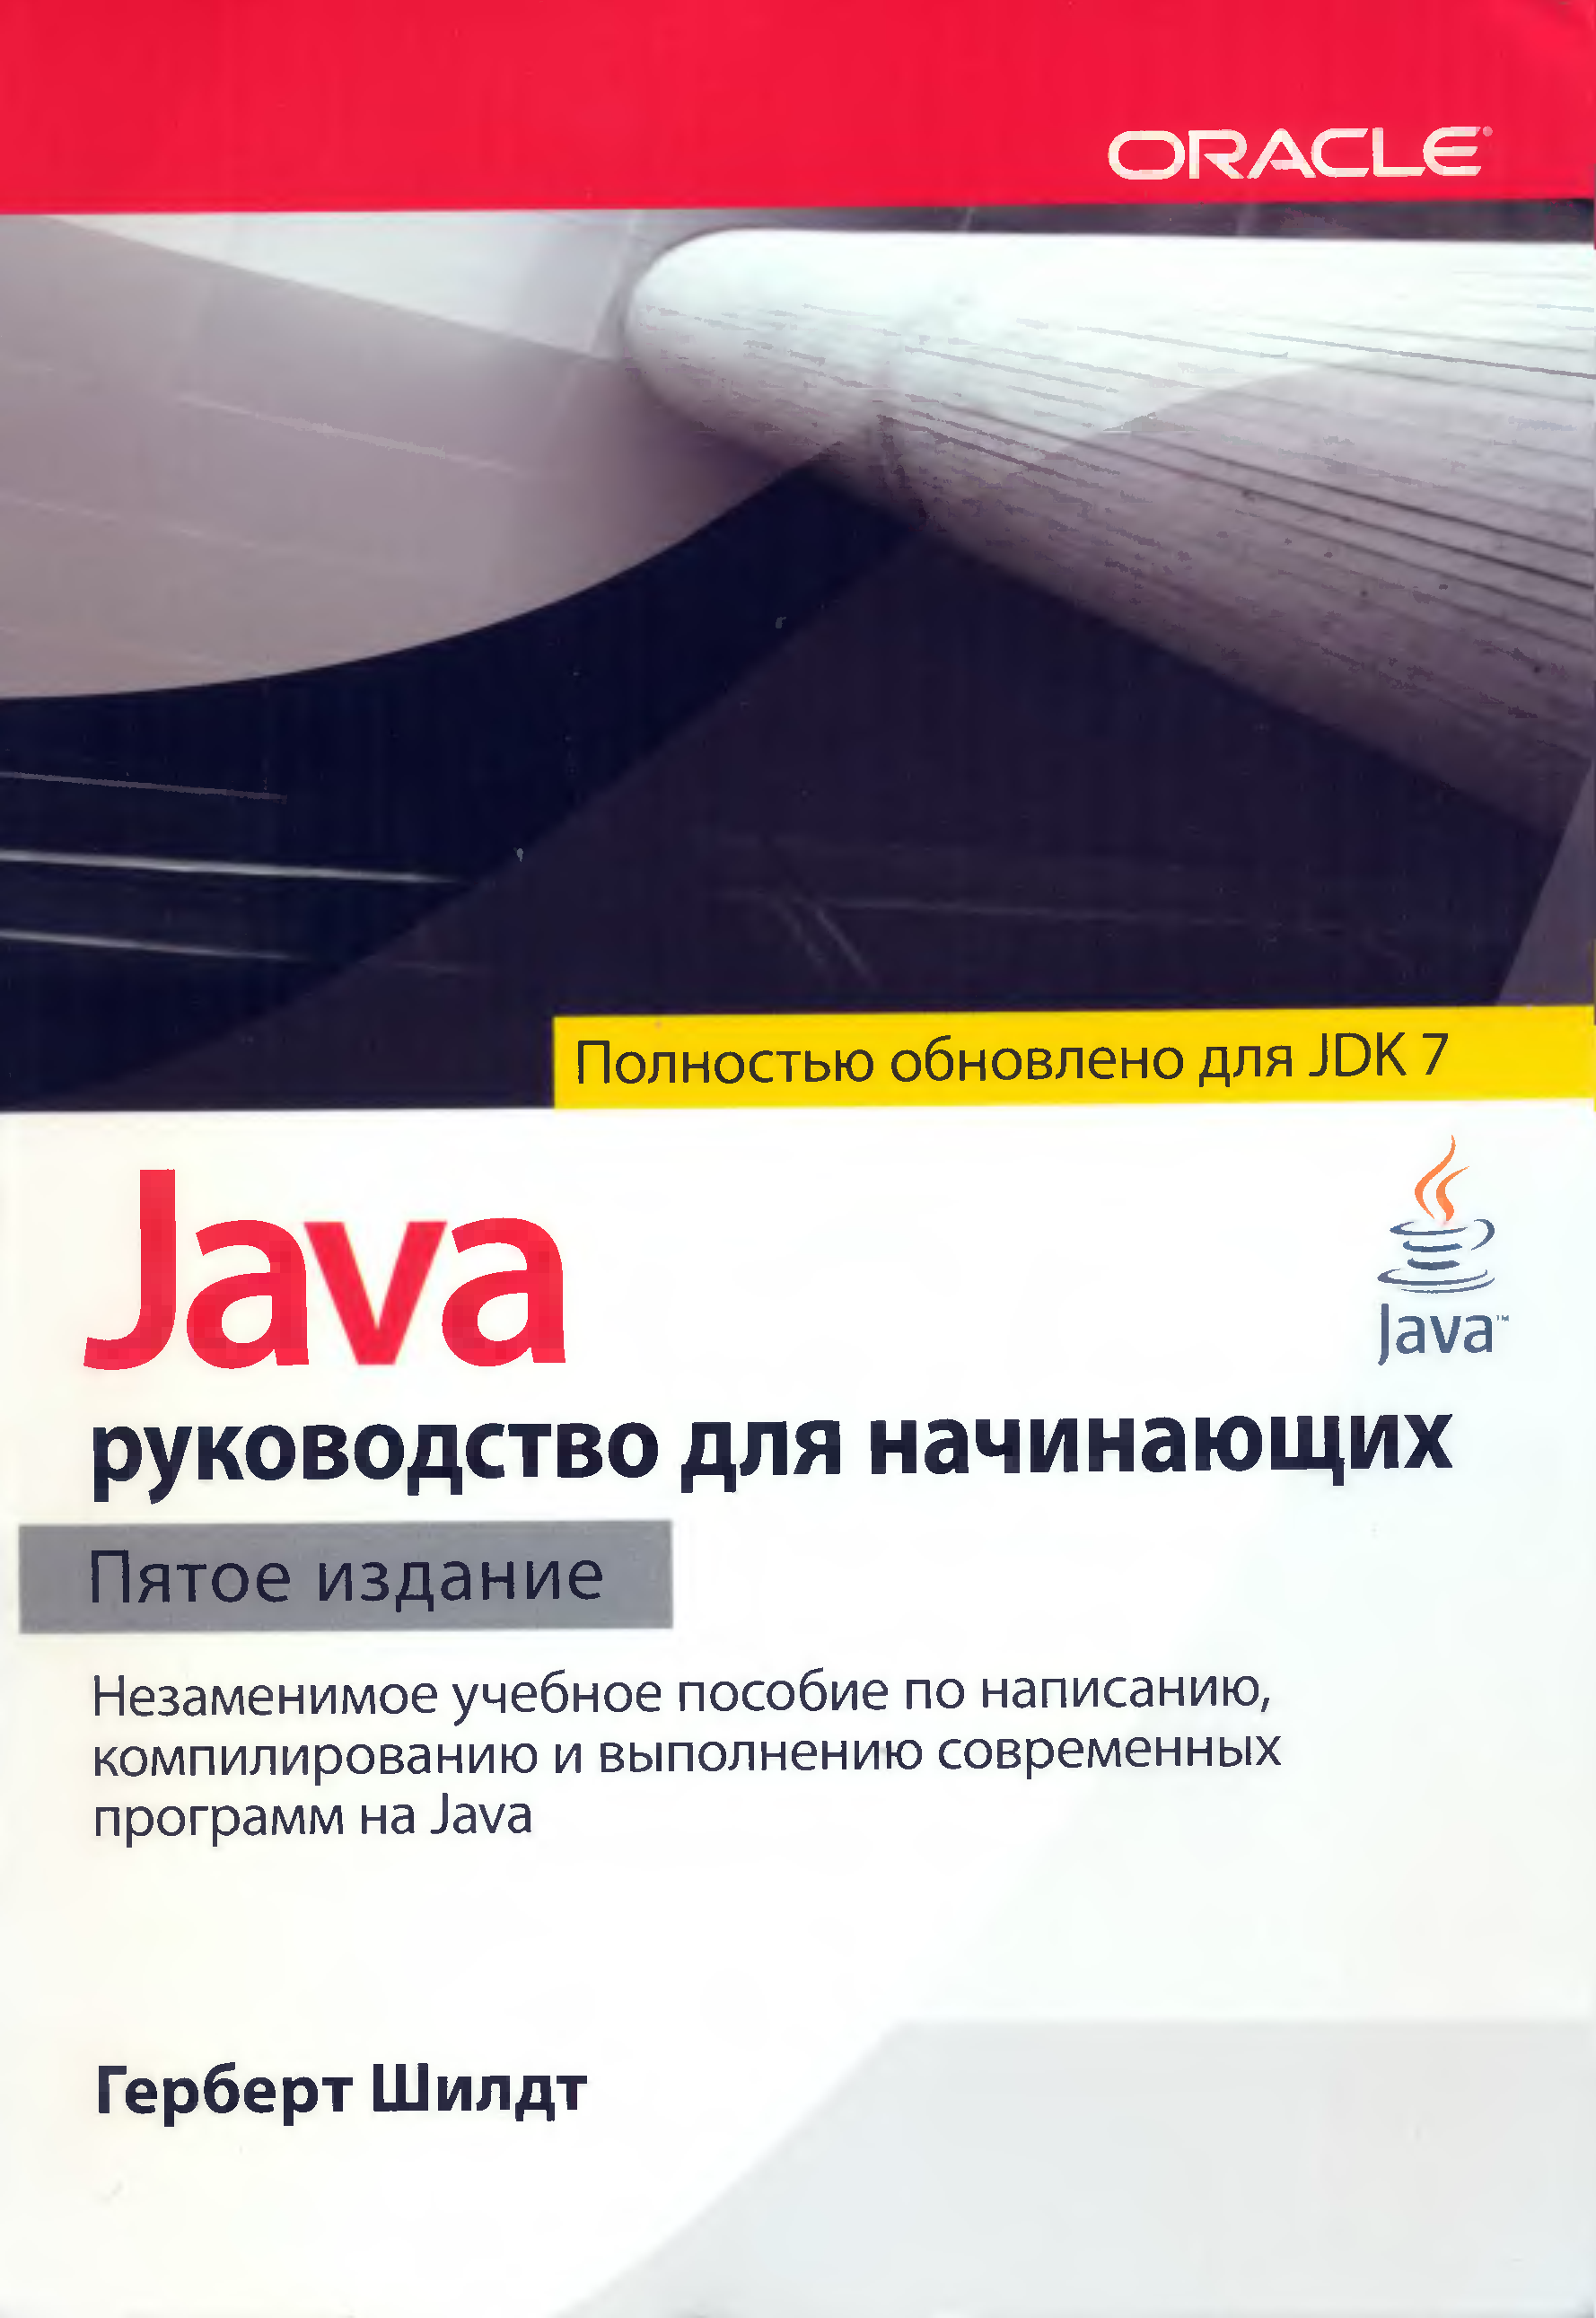 ORACLE
Полностью обновлено для JDK 7
Java
Java™
руководство для начинающих
Пятое издание
Незаменимое учебное пособие по написанию,
компилированию и выполнению современных
программ на Java
Герберт Шилдт